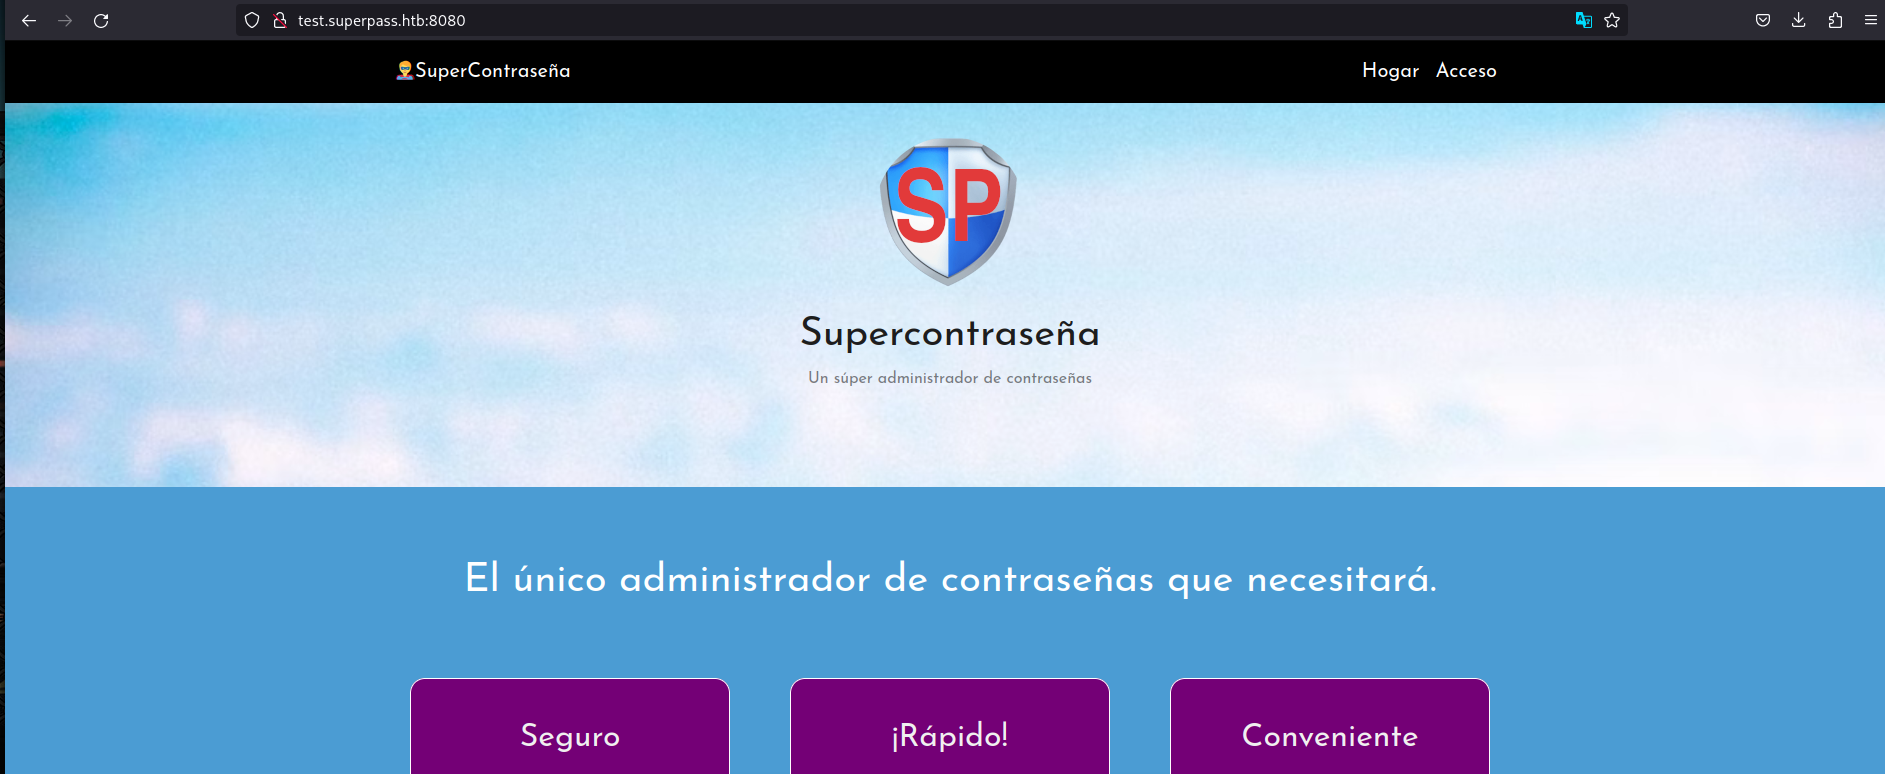 test.superpass.htb:8080
SuperContraseña
Hogar Acceso
SP
Supercontraseña
Un súper administrador de contraseñas
El único administrador de contraseñas que necesitará.
Seguro
¡Rápido!
Conveniente